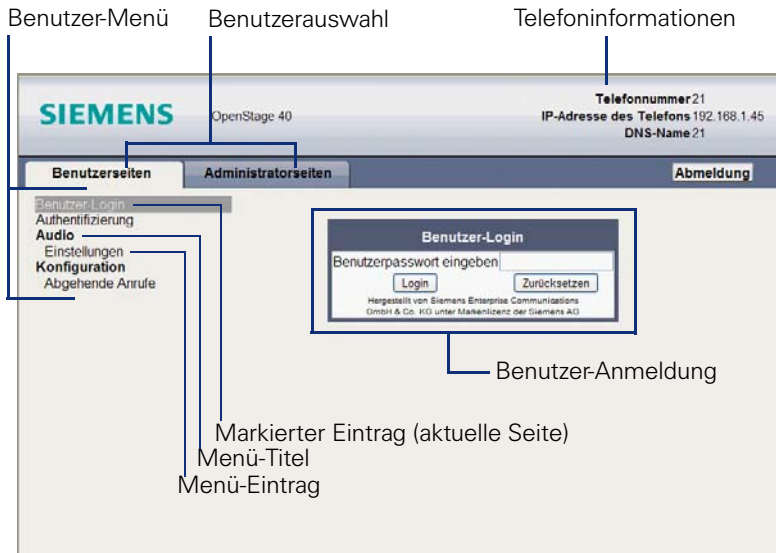 Benutzer-Menü
Benutzerauswahl
Telefoninformationen
SIEMENS
OpenStage 40
Telefonnummer 21
IP-Adresse des Telefons 192.168.1.45
DNS-Name 21
Benutzerseiten
Administratorseiten
Abmeldung
Benutzer-Login
Authentifizierung
Audio
Einstellungen
Konfiguration
Abgehende Anrufe
Benutzer-Login
Benutzerpasswort eingeben
Login
Zurücksetzen
Hergestellt von Siemens Enterprise Communications
GmbH & Co. KG unter Markenlizenz der Siemens AG
Benutzer-Anmeldung
Markierter Eintrag (aktuelle Seite)
Menü-Titel
Menü-Eintrag